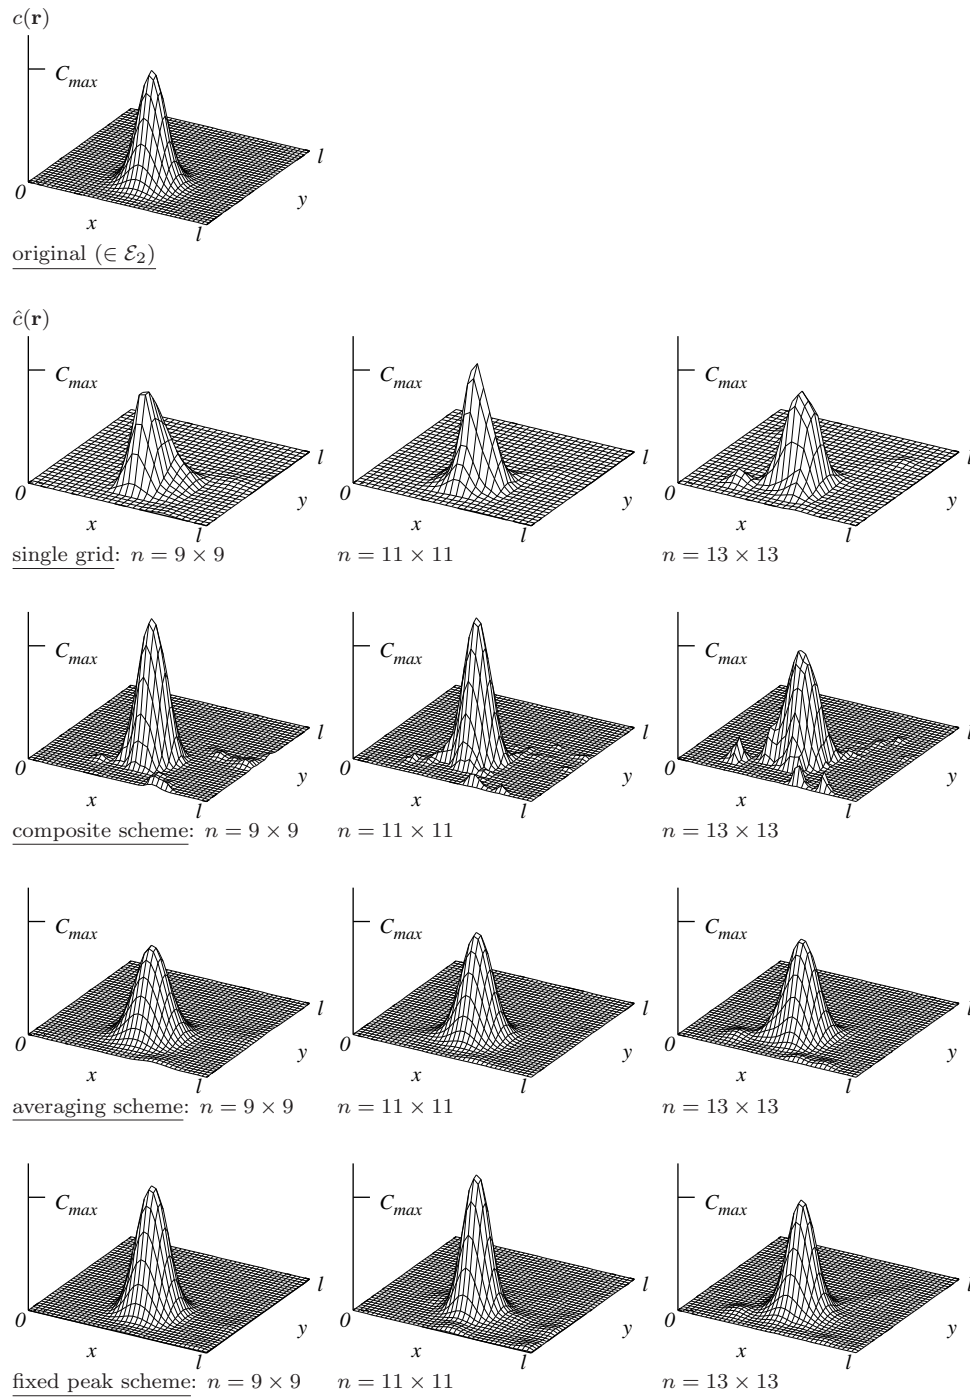 c(r)
C_max
l
0
y
x
l
original (∈ ℰ₂)
ĉ(r)
C_max C_max C_max
l l l
0 0 0
y y y
x x x
l l l
single grid: n = 9 × 9 n = 11 × 11 n = 13 × 13
C_max C_max C_max
l l l
0 0 0
y y y
x x x
l l l
composite scheme: n = 9 × 9 n = 11 × 11 n = 13 × 13
C_max C_max C_max
l l l
0 0 0
y y y
x x x
l l l
averaging scheme: n = 9 × 9 n = 11 × 11 n = 13 × 13
C_max C_max C_max
l l l
0 0 0
y y y
x x x
l l l
fixed peak scheme: n = 9 × 9 n = 11 × 11 n = 13 × 13